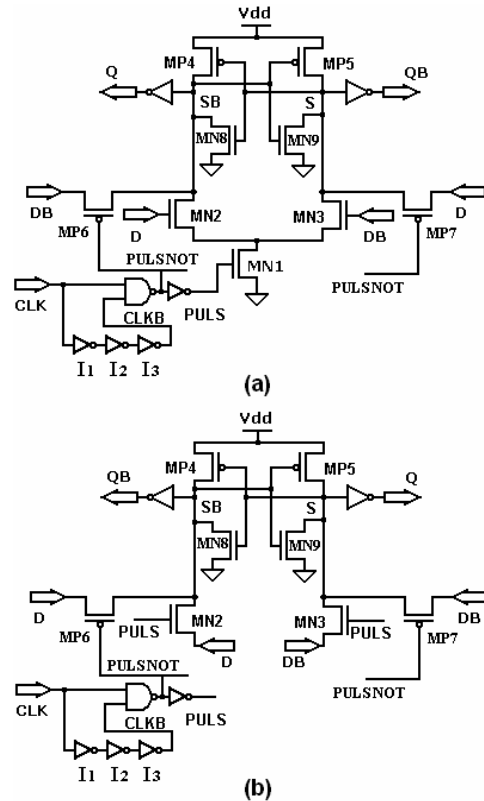 Vdd
MP4 MP5
Q QB
SB S
MN8 MN9
DB D
MP6 MN2 MN3 MP7
D DB
PULSNOT MN1
CLK PULS PULSNOT
CLKB
I1 I2 I3
(a)
Vdd
MP4 MP5
QB Q
SB S
MN8 MN9
D DB
MP6 MN2 MN3 MP7
PULS PULS
D DB
PULSNOT
CLK PULS PULSNOT
CLKB
I1 I2 I3
(b)